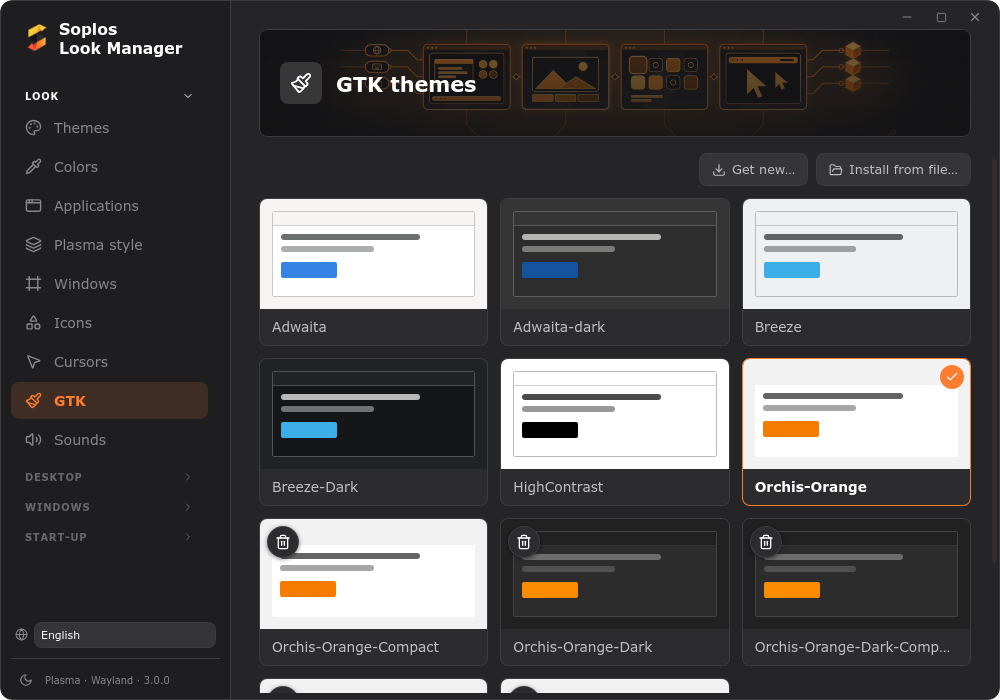 Soplos
Look Manager
LOOK
Themes
Colors
Applications
Plasma style
Windows
Icons
Cursors
GTK
Sounds
DESKTOP
WINDOWS
START-UP
English
Plasma · Wayland · 3.0.0
GTK themes
Get new...
Install from file...
Adwaita
Adwaita-dark
Breeze
Breeze-Dark
HighContrast
Orchis-Orange
Orchis-Orange-Compact
Orchis-Orange-Dark
Orchis-Orange-Dark-Comp...